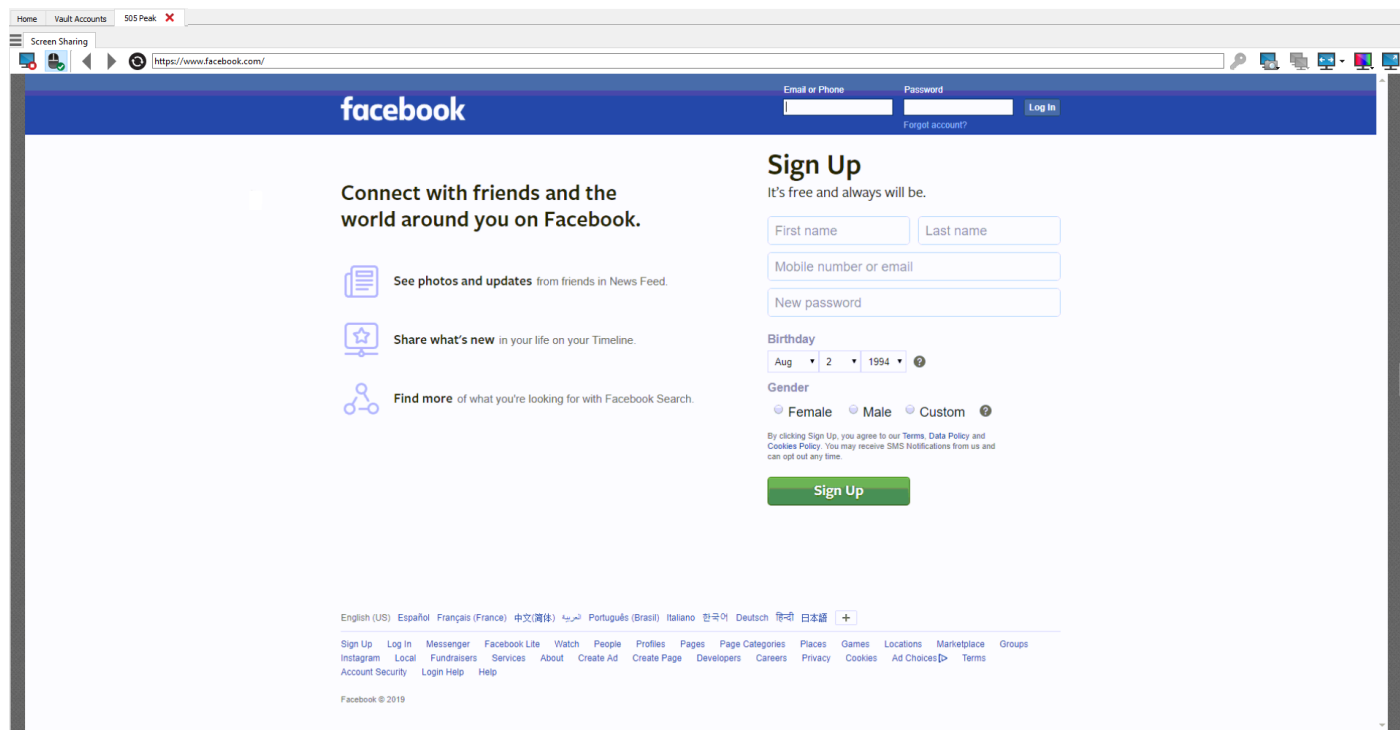 Home Vault Accounts 505 Peak
Screen Sharing
https://www.facebook.com/
facebook
Email or Phone Password
Log In
Forgot account?
Connect with friends and the
world around you on Facebook.
See photos and updates from friends in News Feed.
Share what's new in your life on your Timeline.
Find more of what you're looking for with Facebook Search.
Sign Up
It's free and always will be.
First name Last name
Mobile number or email
New password
Birthday
Aug 2 1994 ?
Gender
Female Male Custom ?
By clicking Sign Up, you agree to our Terms, Data Policy and
Cookies Policy. You may receive SMS Notifications from us and
can opt out any time.
Sign Up
English (US) Español Français (France) 中文(简体) العربية Português (Brasil) Italiano 한국어 Deutsch हिन्दी 日本語 +
Sign Up Log In Messenger Facebook Lite Watch People Profiles Pages Page Categories Places Games Locations Marketplace Groups
Instagram Local Fundraisers Services About Create Ad Create Page Developers Careers Privacy Cookies Ad Choices Terms
Account Security Login Help Help
Facebook © 2019